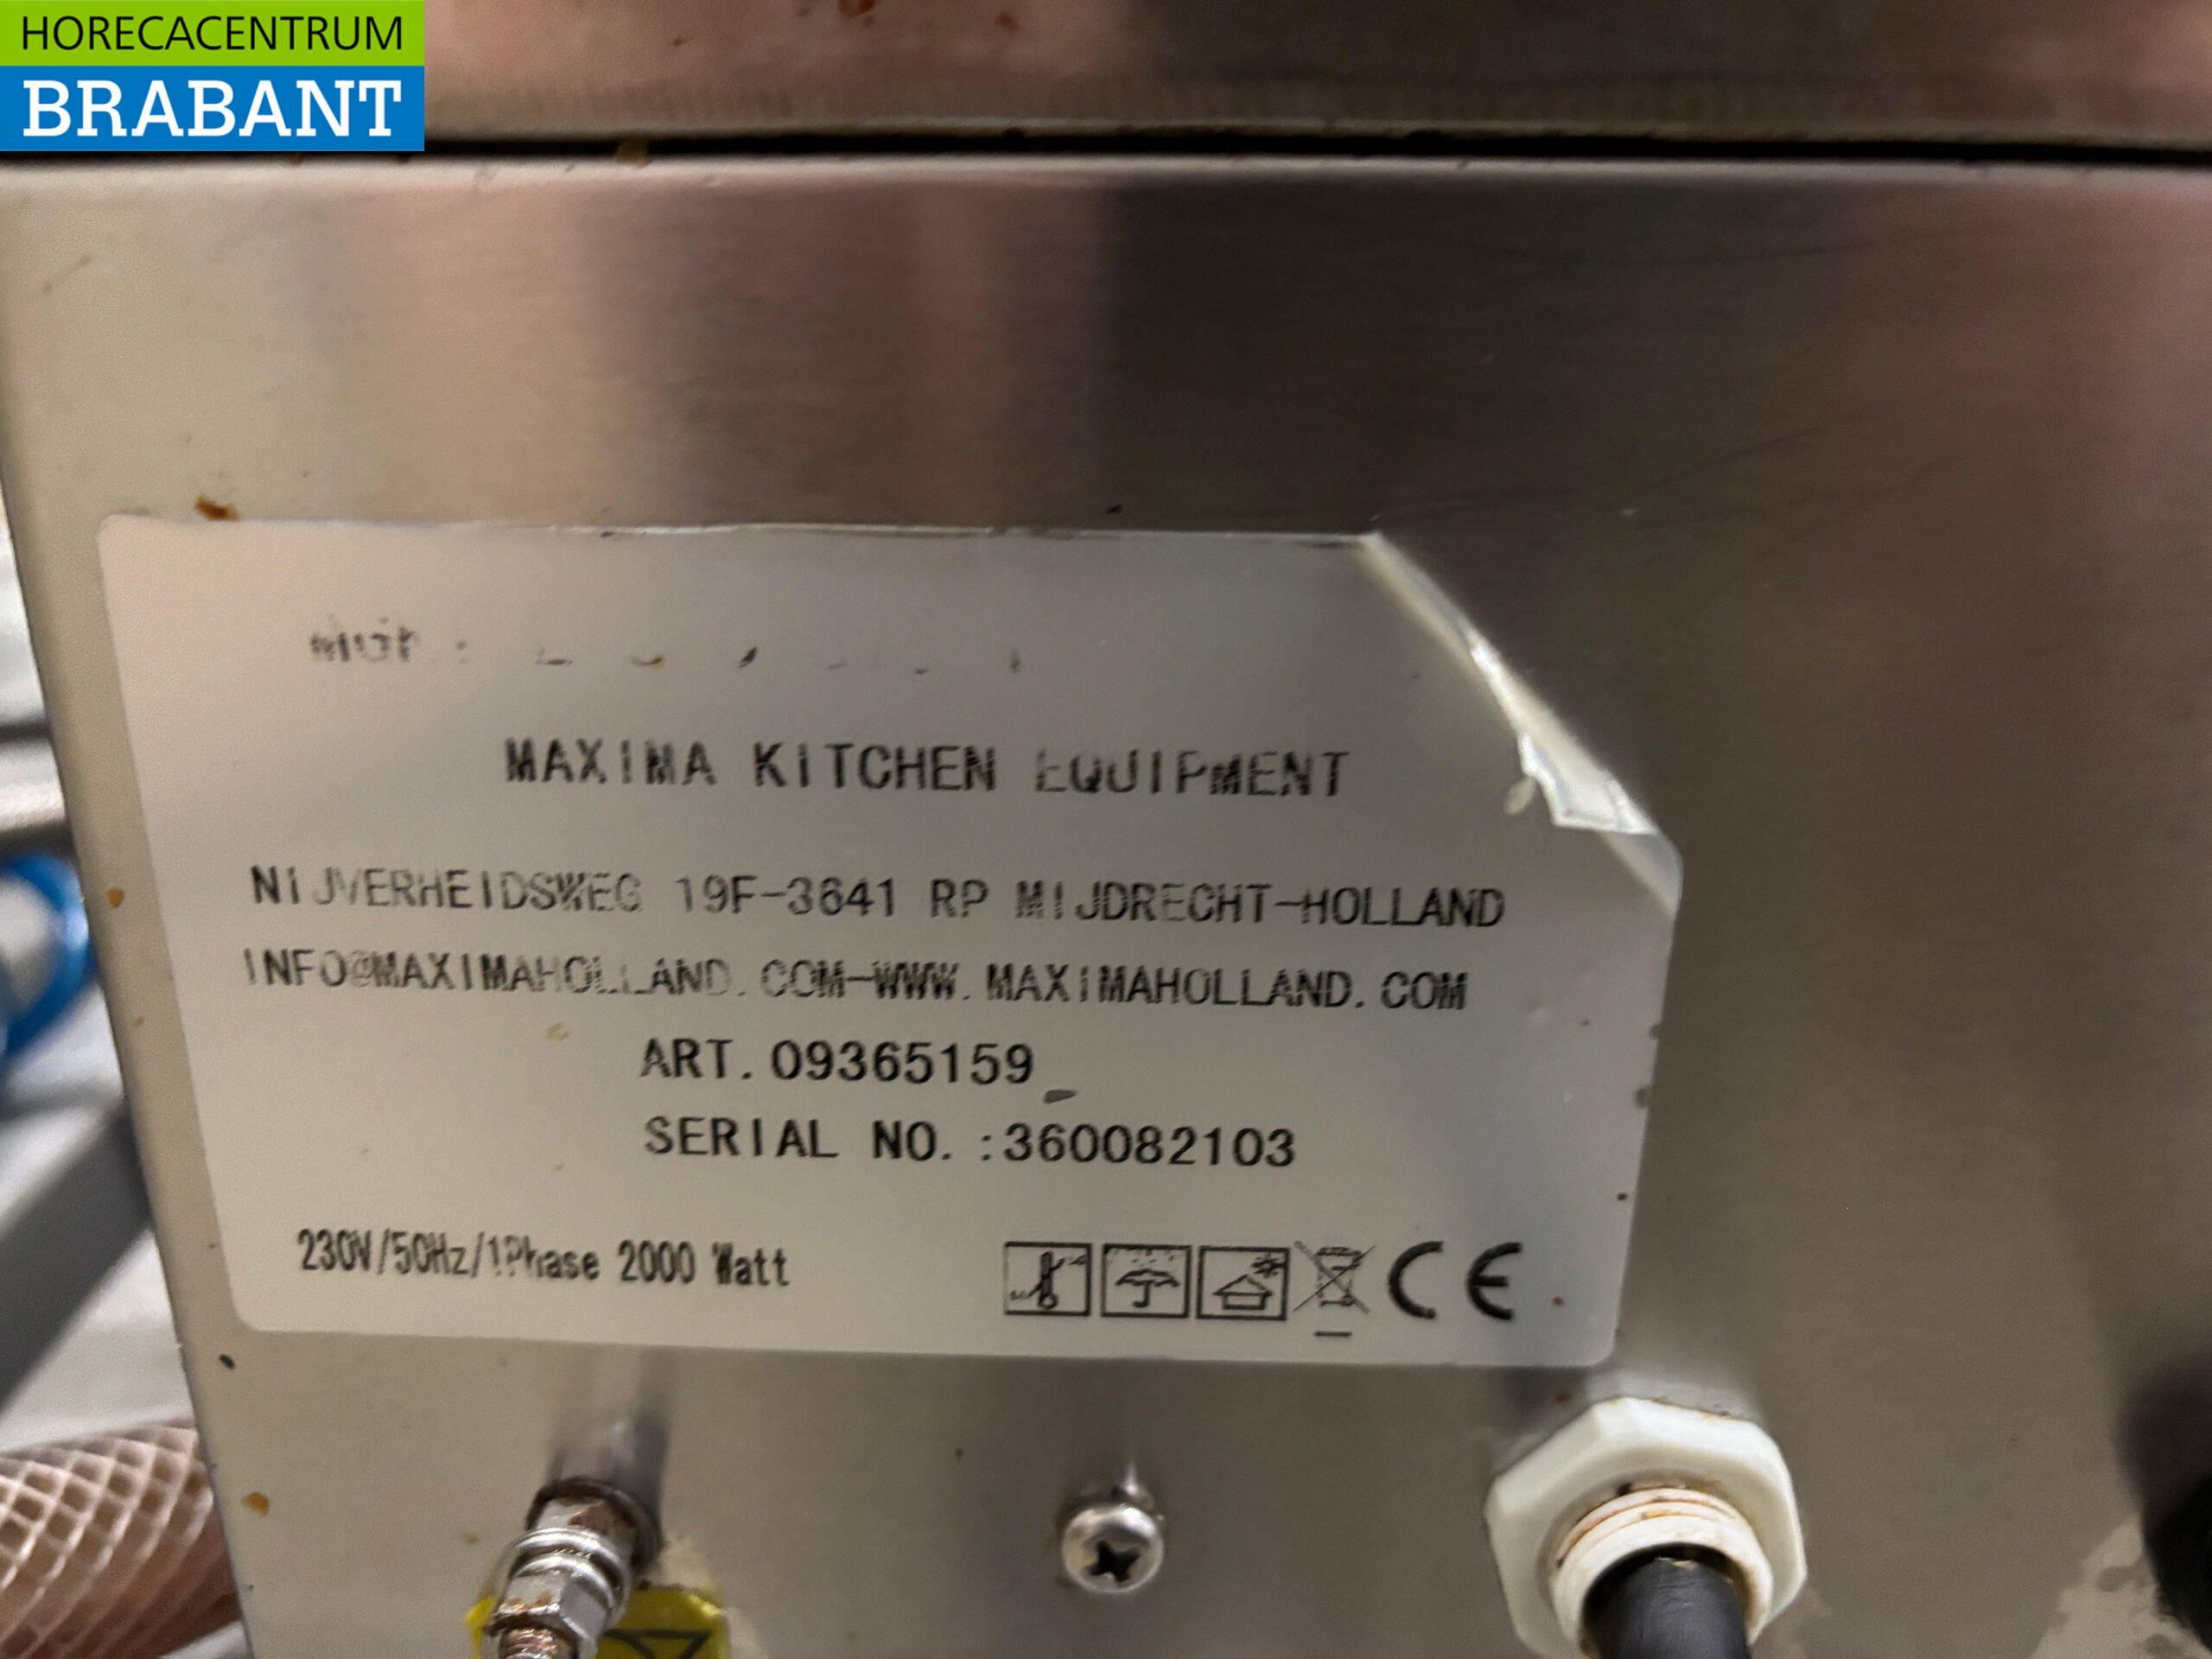 HORECACENTRUM
BRABANT
MAXIMA KITCHEN EQUIPMENT
NIJVERHEIDSWEG 19F-3641 RP MIJDRECHT-HOLLAND
INFO@MAXIMAHOLLAND.COM-WWW.MAXIMAHOLLAND.COM
ART.09365159
SERIAL NO.:360082103
230V/50Hz/1Phase 2000 Watt
CE